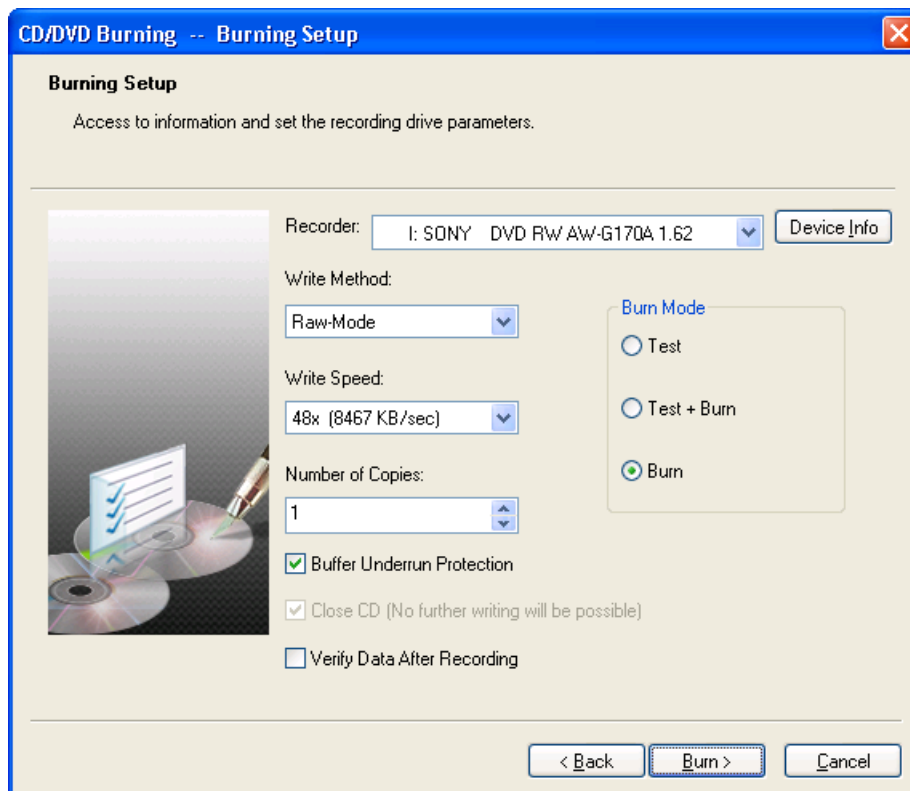 CD/DVD Burning -- Burning Setup
Burning Setup
Access to information and set the recording drive parameters.
Recorder: I: SONY DVD RW AW-G170A 1.62 Device Info
Write Method:
Raw-Mode
Write Speed:
48x (8467 KB/sec)
Number of Copies:
1
Buffer Underrun Protection
Close CD (No further writing will be possible)
Verify Data After Recording
Burn Mode
Test
Test + Burn
Burn
< Back Burn > Cancel